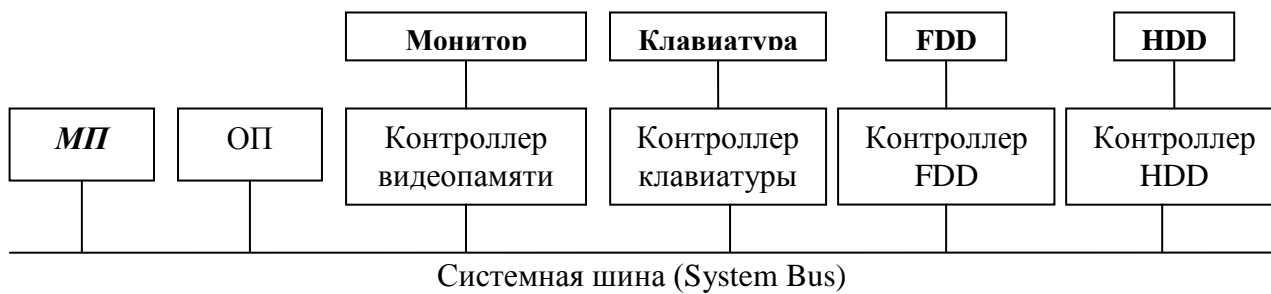 Монитор
Клавиатура
FDD
HDD
МП
ОП
Контроллер
видеопамяти
Контроллер
клавиатуры
Контроллер
FDD
Контроллер
HDD
Системная шина (System Bus)